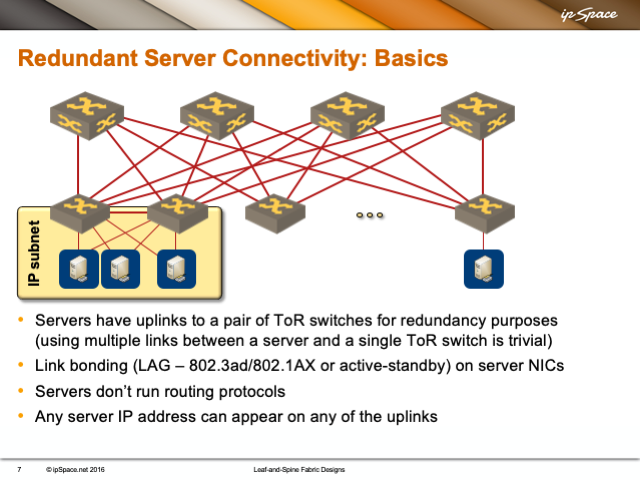 ipSpace
Redundant Server Connectivity: Basics
IP subnet
• Servers have uplinks to a pair of ToR switches for redundancy purposes
(using multiple links between a server and a single ToR switch is trivial)
• Link bonding (LAG – 802.3ad/802.1AX or active-standby) on server NICs
• Servers don't run routing protocols
• Any server IP address can appear on any of the uplinks
7 © ipSpace.net 2016 Leaf-and-Spine Fabric Designs